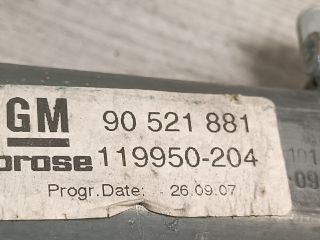 GM 90 521 881
brose 119950-204
Progr.Date: 26.09.07